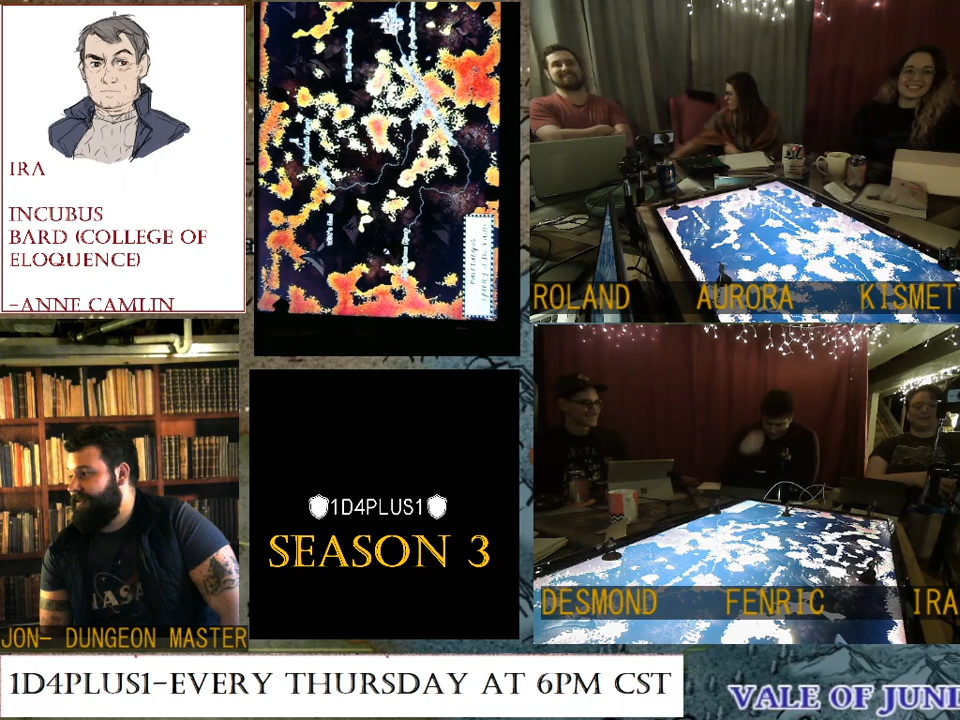 IRA
INCUBUS
BARD (COLLEGE OF
ELOQUENCE)
-ANNE CAMLIN
ROLAND AURORA KISMET
NASA
1D4PLUS1
SEASON 3
DESMOND FENRIC IRA
JON- DUNGEON MASTER
1D4PLUS1-EVERY THURSDAY AT 6PM CST
VALE OF JUNI